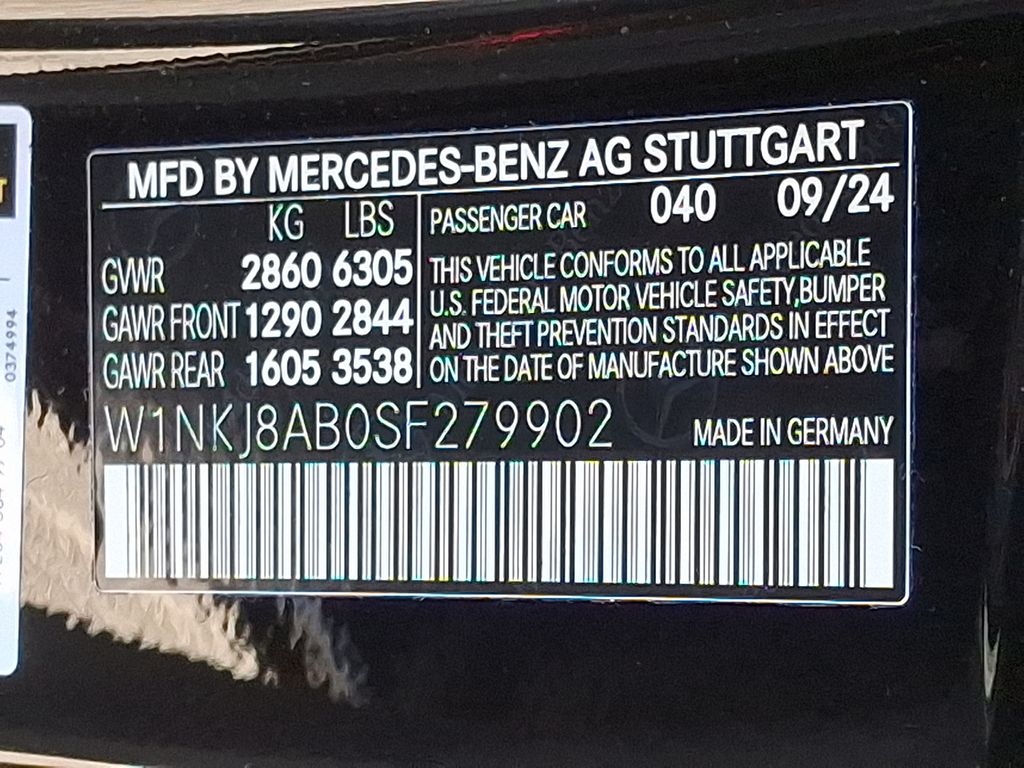 MFD BY MERCEDES-BENZ AG STUTTGART
KG LBS
GVWR 2860 6305
GAWR FRONT 1290 2844
GAWR REAR 1605 3538
PASSENGER CAR 040 09/24
THIS VEHICLE CONFORMS TO ALL APPLICABLE
U.S. FEDERAL MOTOR VEHICLE SAFETY,BUMPER
AND THEFT PREVENTION STANDARDS IN EFFECT
ON THE DATE OF MANUFACTURE SHOWN ABOVE
W1NKJ8AB0SF279902
MADE IN GERMANY
0374994